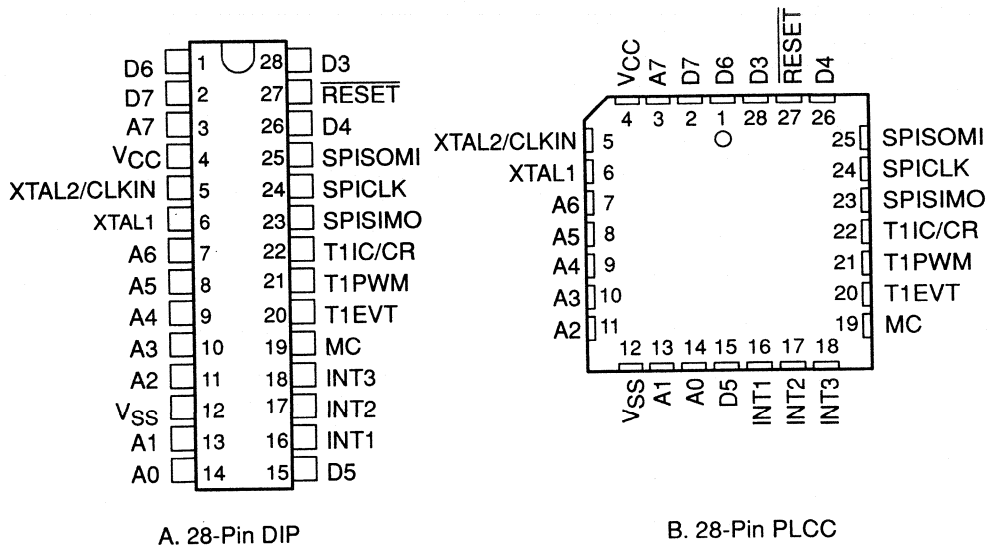 D6 1 28 D3
D7 2 27 RESET
A7 3 26 D4
VCC 4 25 SPISOMI
XTAL2/CLKIN 5 24 SPICLK
XTAL1 6 23 SPISIMO
A6 7 22 T1IC/CR
A5 8 21 T1PWM
A4 9 20 T1EVT
A3 10 19 MC
A2 11 18 INT3
VSS 12 17 INT2
A1 13 16 INT1
A0 14 15 D5
A. 28-Pin DIP
VCC A7 D7 D6 D3 RESET D4
4 3 2 1 28 27 26
XTAL2/CLKIN 5 25 SPISOMI
XTAL1 6 24 SPICLK
A6 7 23 SPISIMO
A5 8 22 T1IC/CR
A4 9 21 T1PWM
A3 10 20 T1EVT
A2 11 19 MC
12 13 14 15 16 17 18
VSS A1 A0 D5 INT1 INT2 INT3
B. 28-Pin PLCC